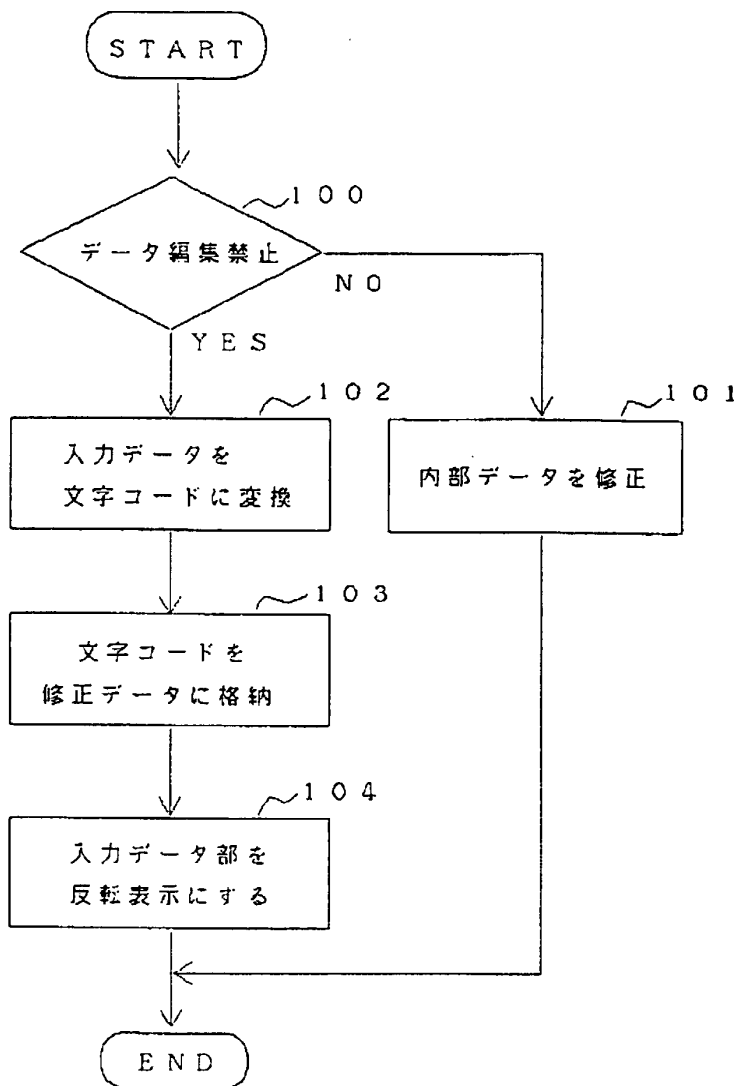 START
100
データ編集禁止
NO
YES
102
101
入力データを
文字コードに変換
内部データを修正
103
文字コードを
修正データに格納
104
入力データ部を
反転表示にする
END